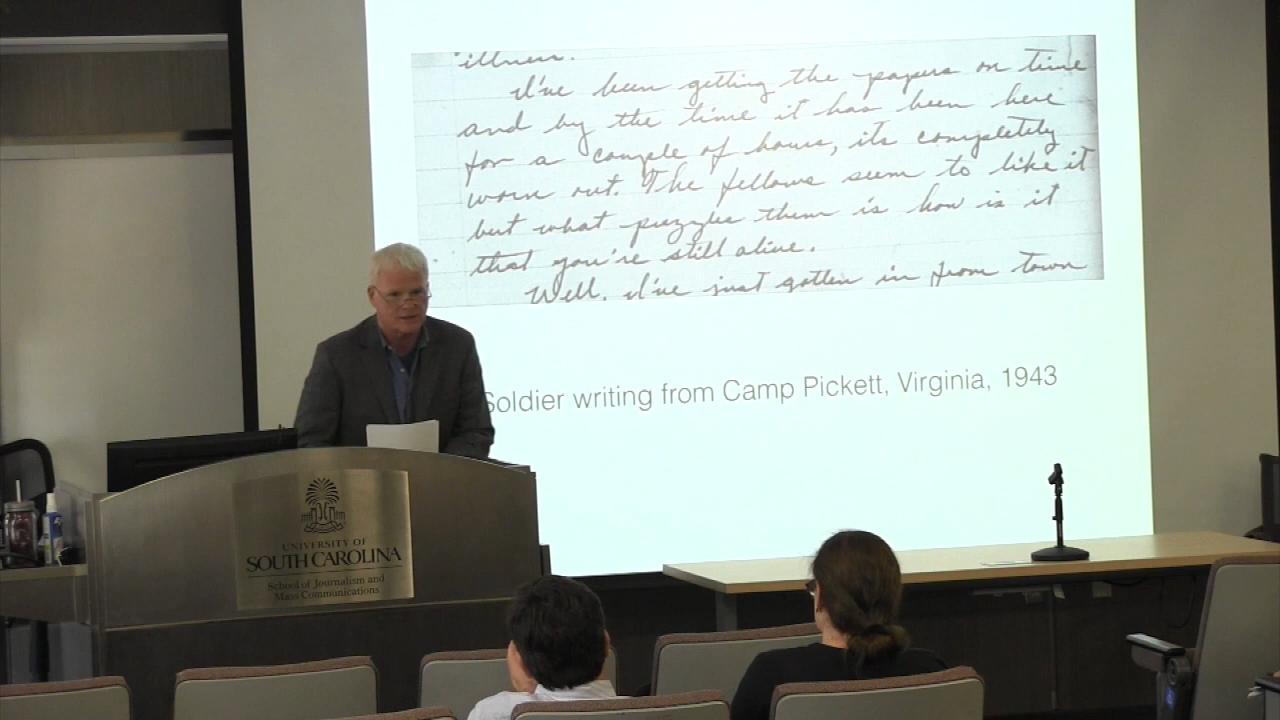 illness.
I've been getting the papers on time
and by the time it has been here
for a couple of hours, its completely
worn out. The fellows seem to like it
but what puzzles them is how is it
that you're still alive.
Well, I've just gotten in from town
Soldier writing from Camp Pickett, Virginia, 1943
UNIVERSITY OF
SOUTH CAROLINA
School of Journalism and
Mass Communications